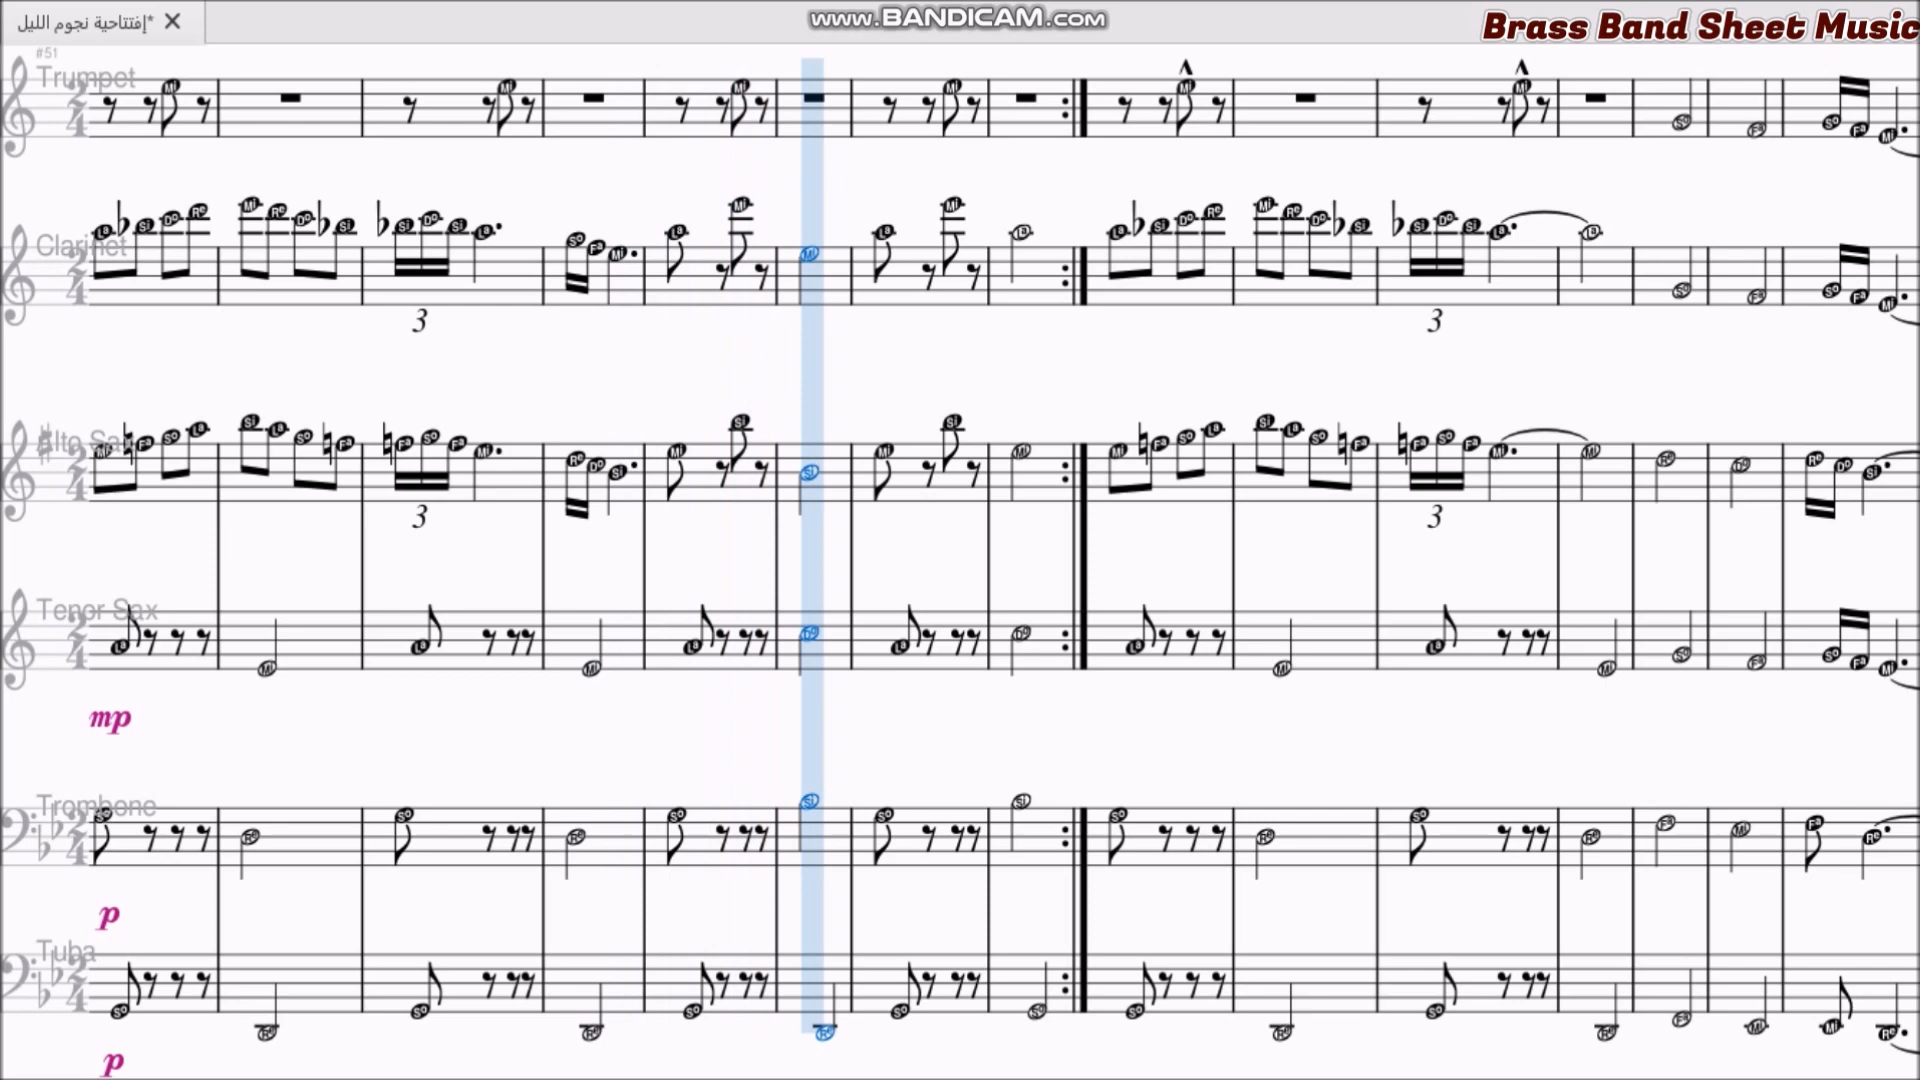 *إفتتاحية نجوم الليل
WWW.BANDICAM.COM
Brass Band Sheet Music
#51
Trumpet
Clarinet
3
3
Alto Sax
3
3
Tenor Sax
mp
Trombone
p
Tuba
p